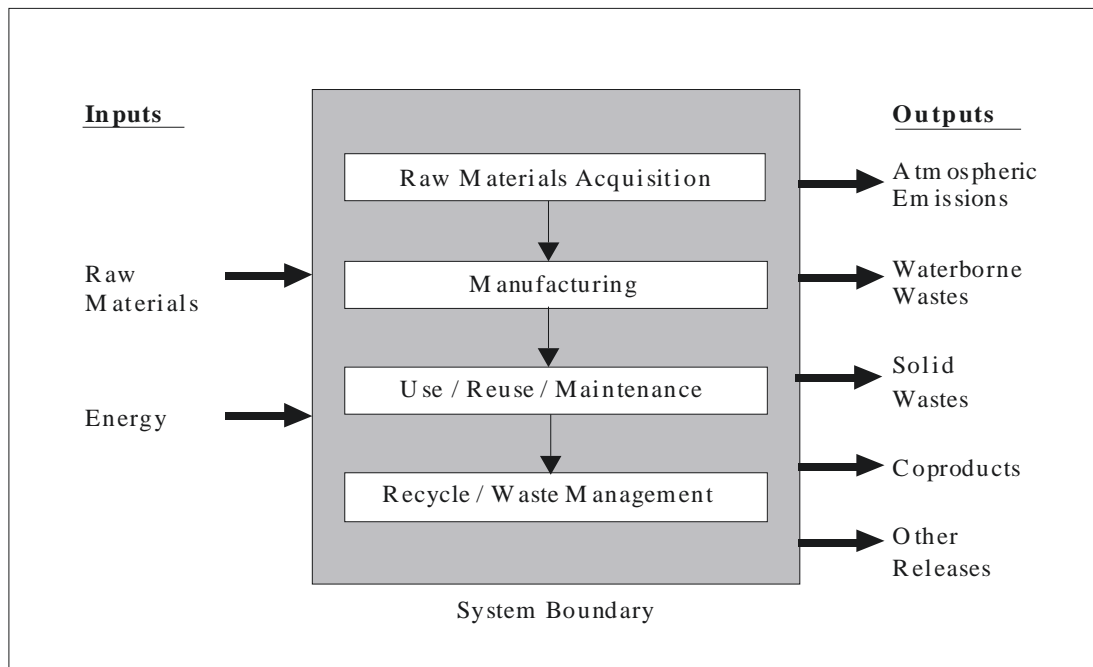 Inputs
Raw
Materials
Energy
Raw Materials Acquisition
Manufacturing
Use / Reuse / Maintenance
Recycle / Waste Management
System Boundary
Outputs
Atmospheric
Emissions
Waterborne
Wastes
Solid
Wastes
Coproducts
Other
Releases